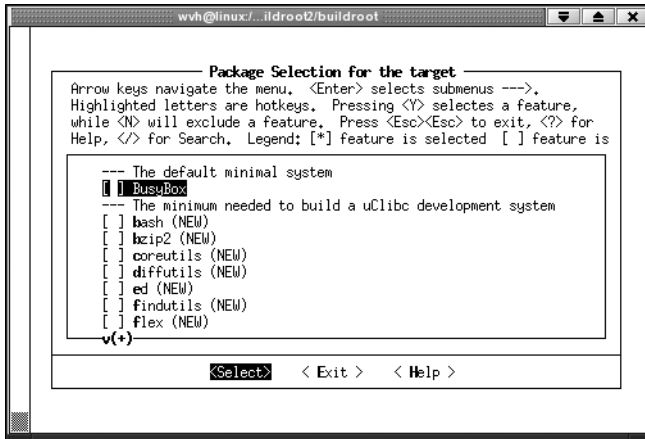 wvh@linux:/...ildroot2/buildroot
Package Selection for the target
Arrow keys navigate the menu. <Enter> selects submenus --->.
Highlighted letters are hotkeys. Pressing <Y> selectes a feature,
while <N> will exclude a feature. Press <Esc><Esc> to exit, <?> for
Help, </> for Search. Legend: [*] feature is selected [ ] feature is
--- The default minimal system
[ ] BusyBox
--- The minimum needed to build a uClibc development system
[ ] bash (NEW)
[ ] bzip2 (NEW)
[ ] coreutils (NEW)
[ ] diffutils (NEW)
[ ] ed (NEW)
[ ] findutils (NEW)
[ ] flex (NEW)
v(+)
<Select> < Exit > < Help >